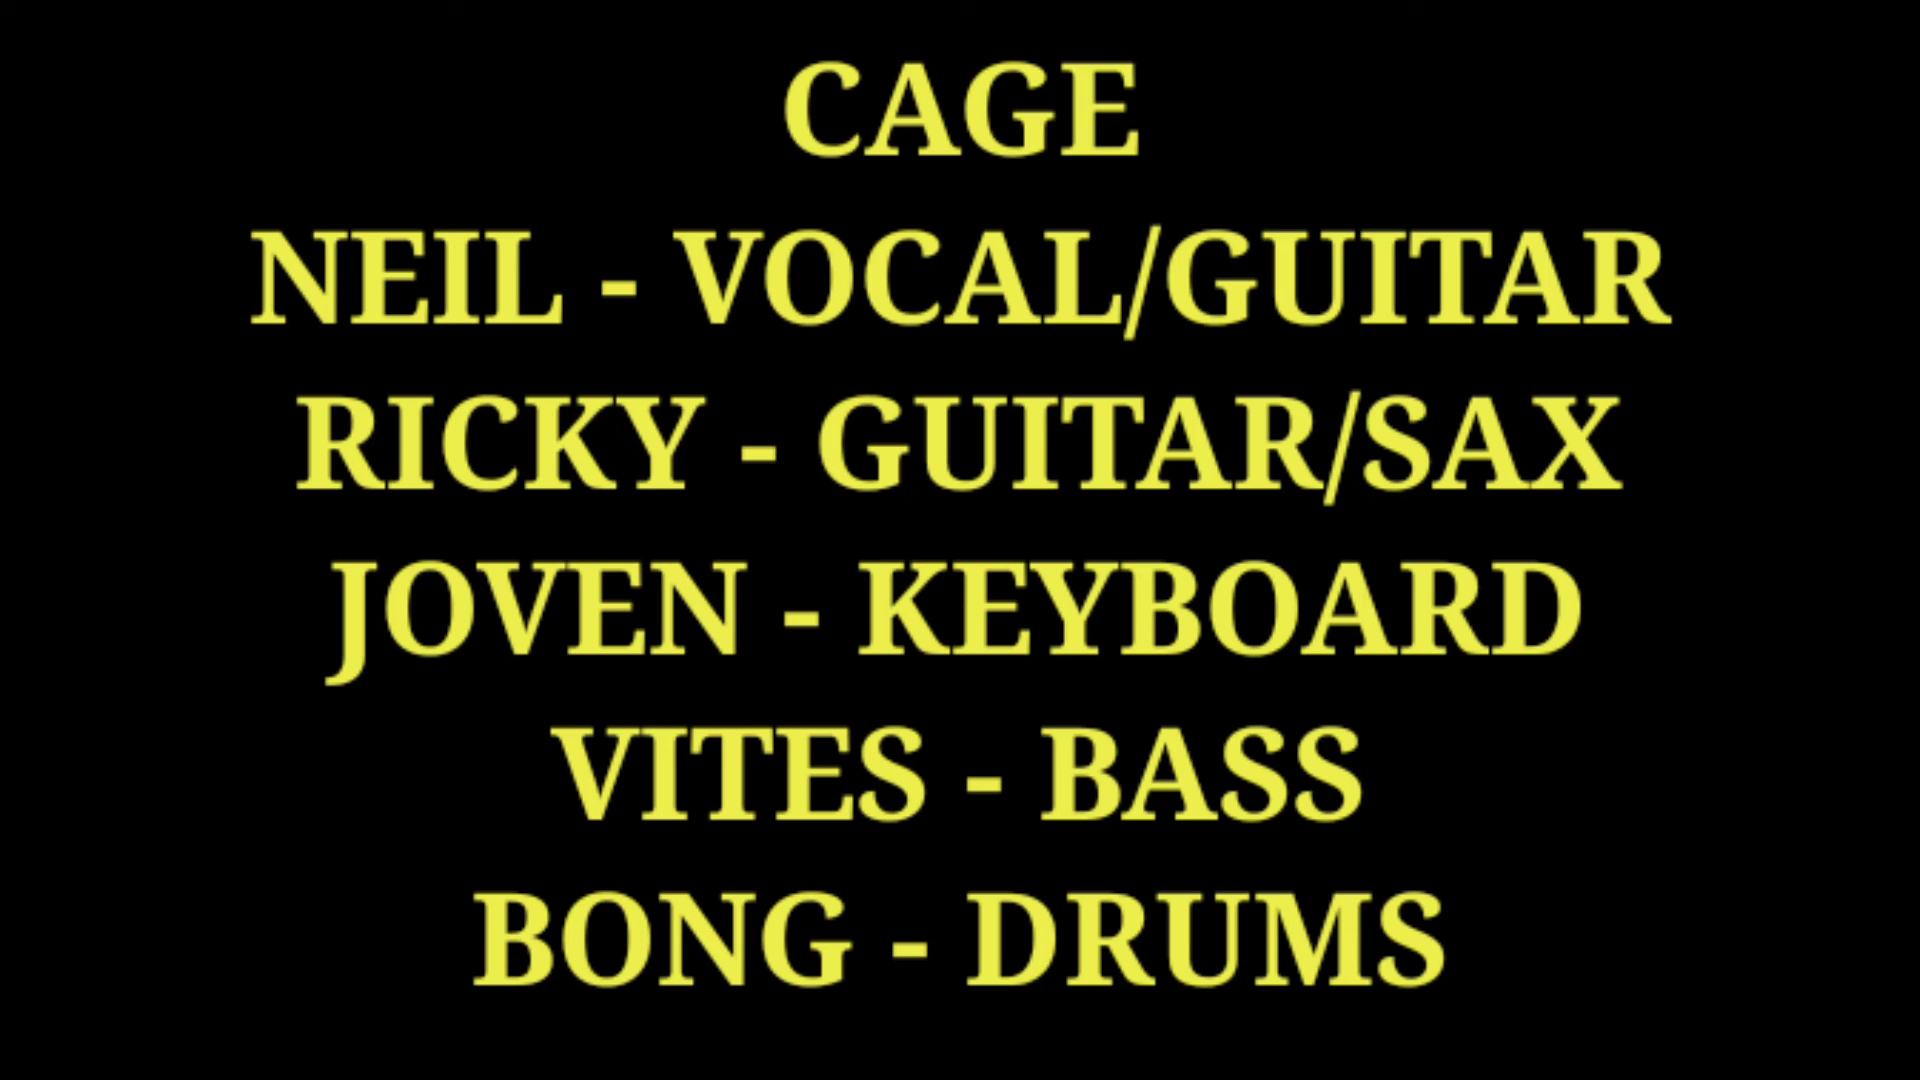 CAGE
NEIL - VOCAL/GUITAR
RICKY - GUITAR/SAX
JOVEN - KEYBOARD
VITES - BASS
BONG - DRUMS